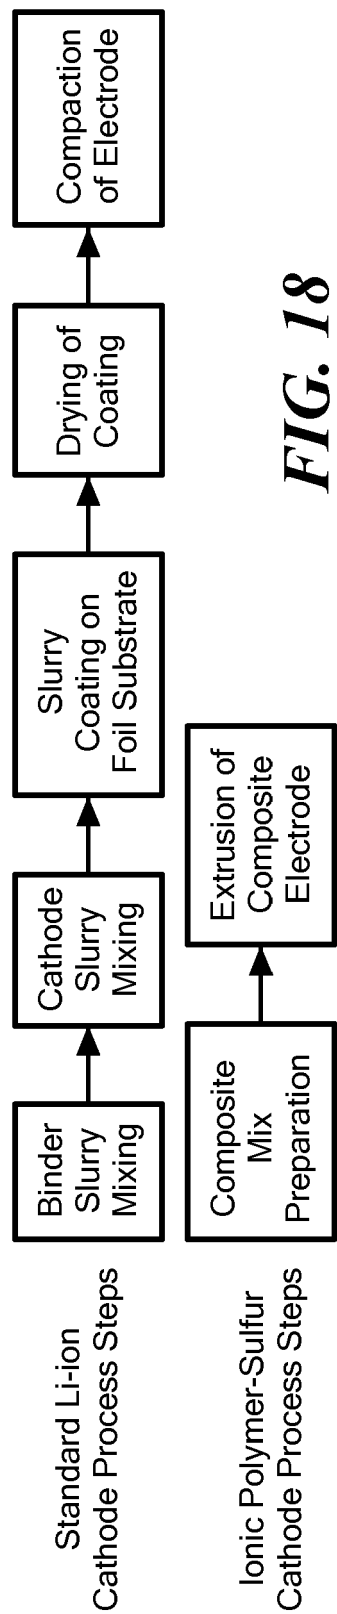 Standard Li-ion
Cathode Process Steps
Binder
Slurry
Mixing
Cathode
Slurry
Mixing
Slurry
Coating on
Foil Substrate
Drying of
Coating
Compaction
of Electrode
Ionic Polymer-Sulfur
Cathode Process Steps
Composite
Mix
Preparation
Extrusion of
Composite
Electrode
FIG. 18